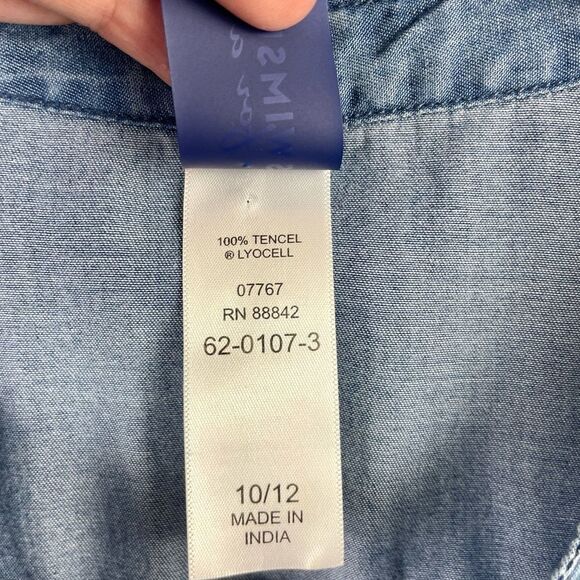 100% TENCEL
® LYOCELL
07767
RN 88842
62-0107-3
10/12
MADE IN
INDIA